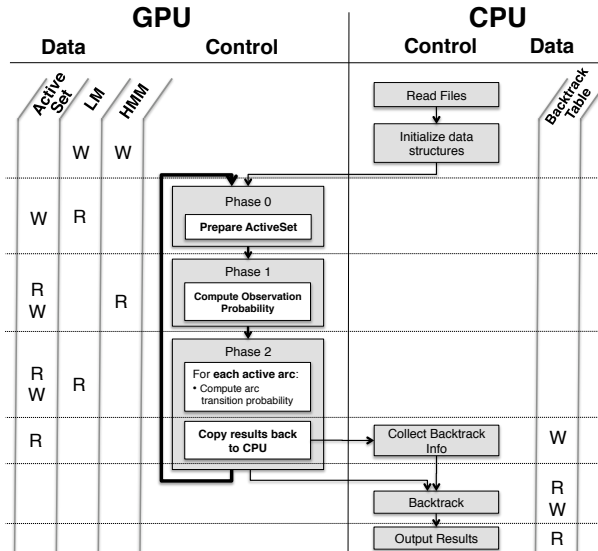 GPU CPU
Data Control Control Data
Active Set LM HMM Backtrack Table
Read Files
Initialize data structures
W W
Phase 0
Prepare ActiveSet
W R
Phase 1
Compute Observation Probability
R
W R
Phase 2
For each active arc:
• Compute arc transition probability
R
W R
Copy results back to CPU
R
Collect Backtrack Info
W
Backtrack
R
W
Output Results
R